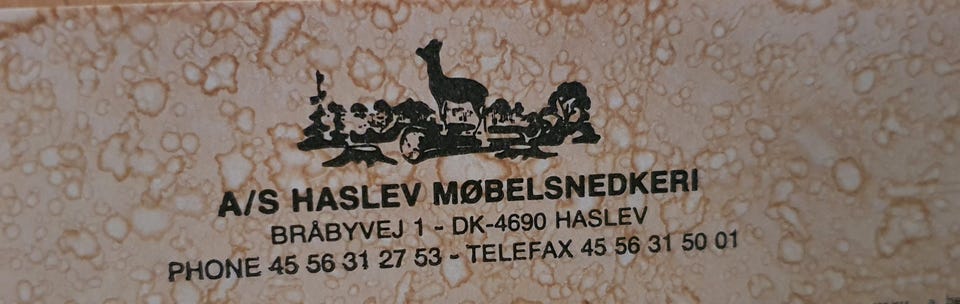 A/S HASLEV MØBELSNEDKERI
BRÅBYVEJ 1 - DK-4690 HASLEV
PHONE 45 56 31 27 53 - TELEFAX 45 56 31 50 01